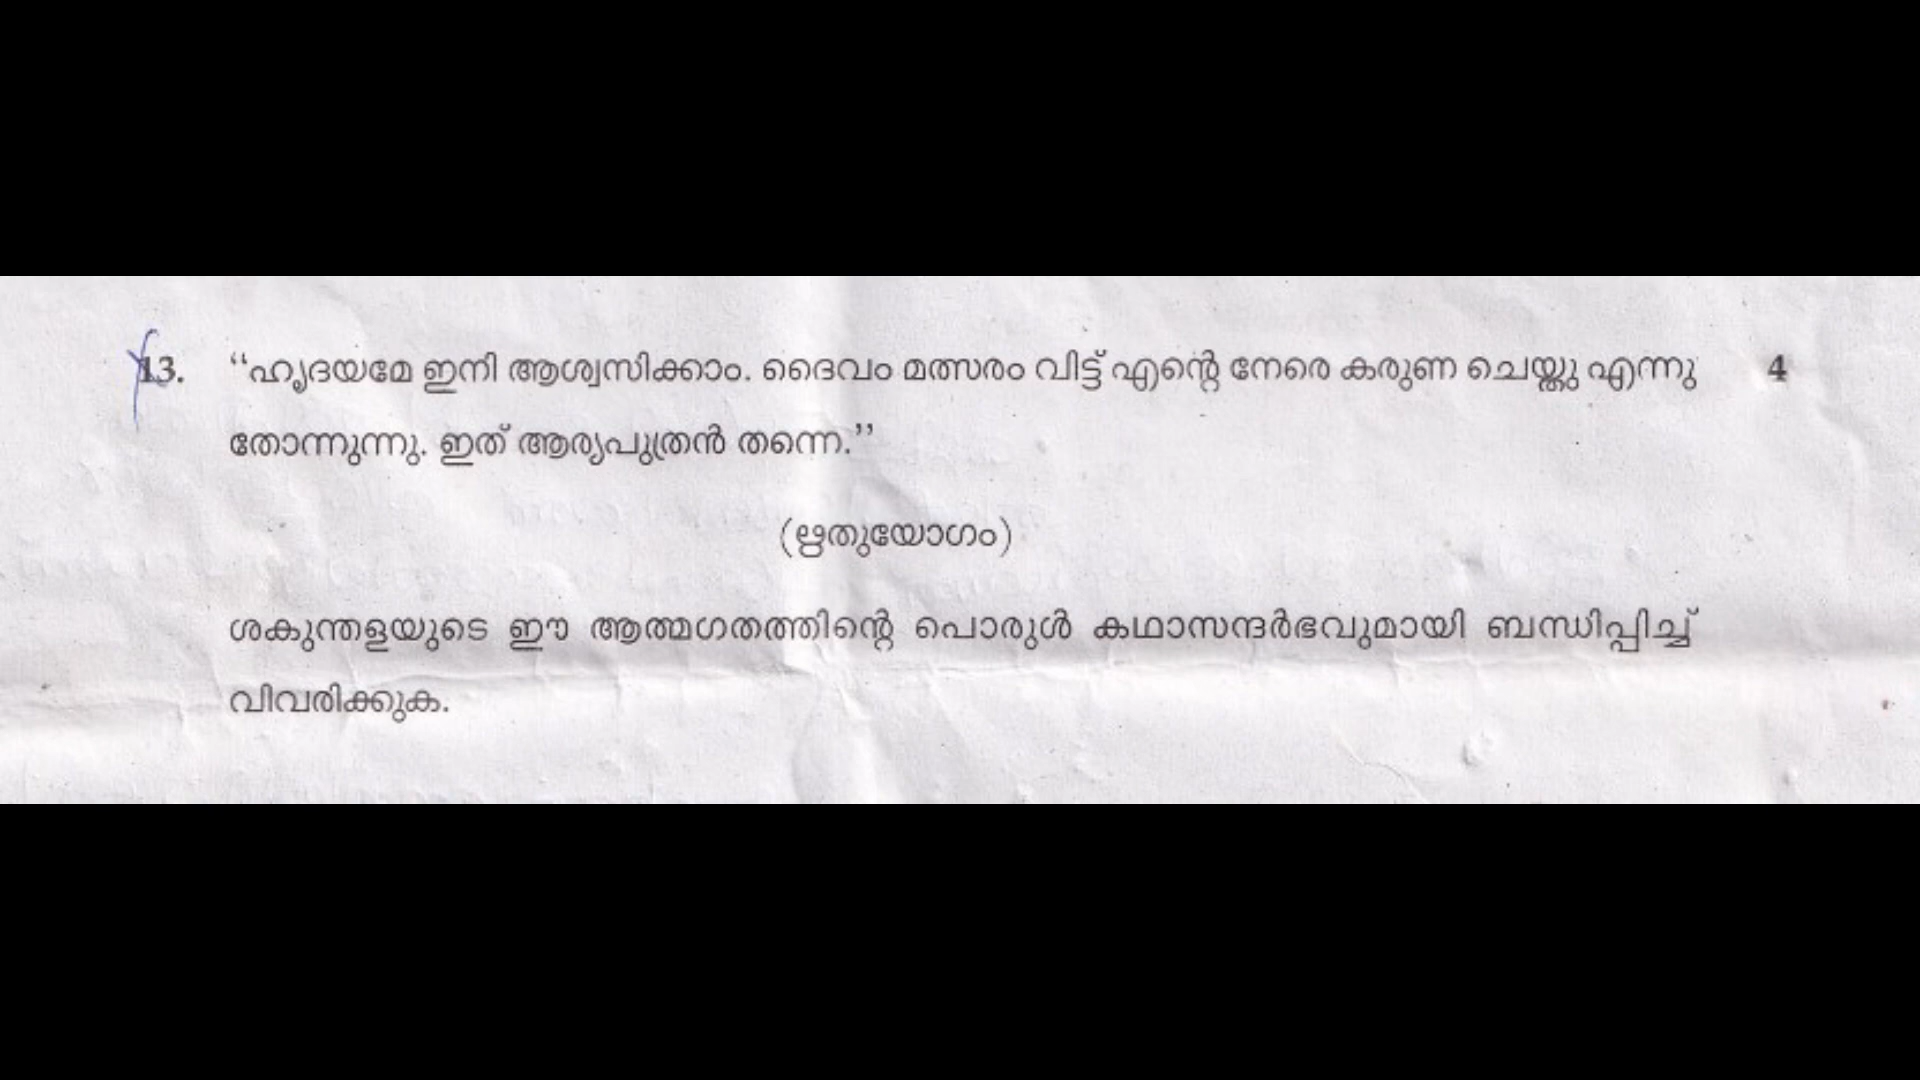 13. “ഹൃദയമേ ഇനി ആശ്വസിക്കാം. ദൈവം മത്സരം വിട്ട് എന്റെ നേരെ കരുണ ചെയ്തു എന്നു 4
തോന്നുന്നു. ഇത് ആര്യപുത്രൻ തന്നെ.”
(ഋതുയോഗം)
ശകുന്തളയുടെ ഈ ആത്മഗതത്തിന്റെ പൊരുൾ കഥാസന്ദർഭവുമായി ബന്ധിപ്പിച്ച്
വിവരിക്കുക.